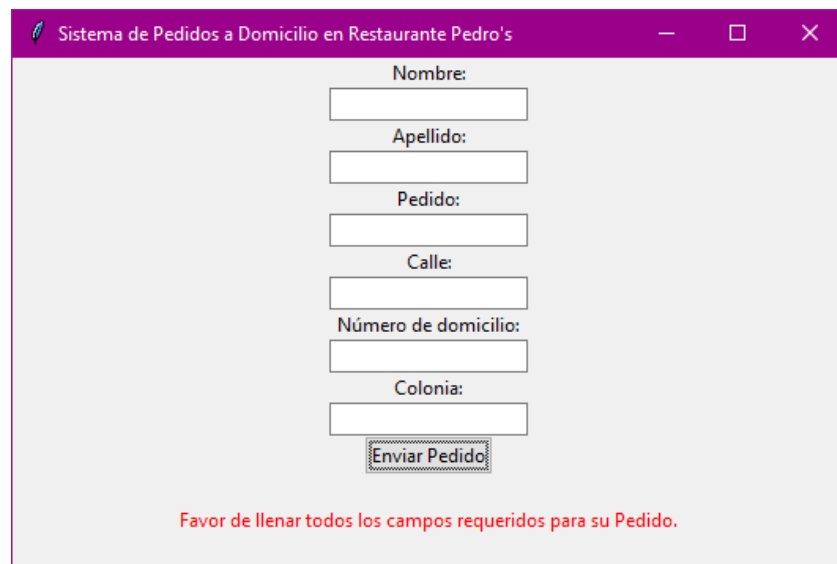 Sistema de Pedidos a Domicilio en Restaurante Pedro's
Nombre:
Apellido:
Pedido:
Calle:
Número de domicilio:
Colonia:
Enviar Pedido
Favor de llenar todos los campos requeridos para su Pedido.